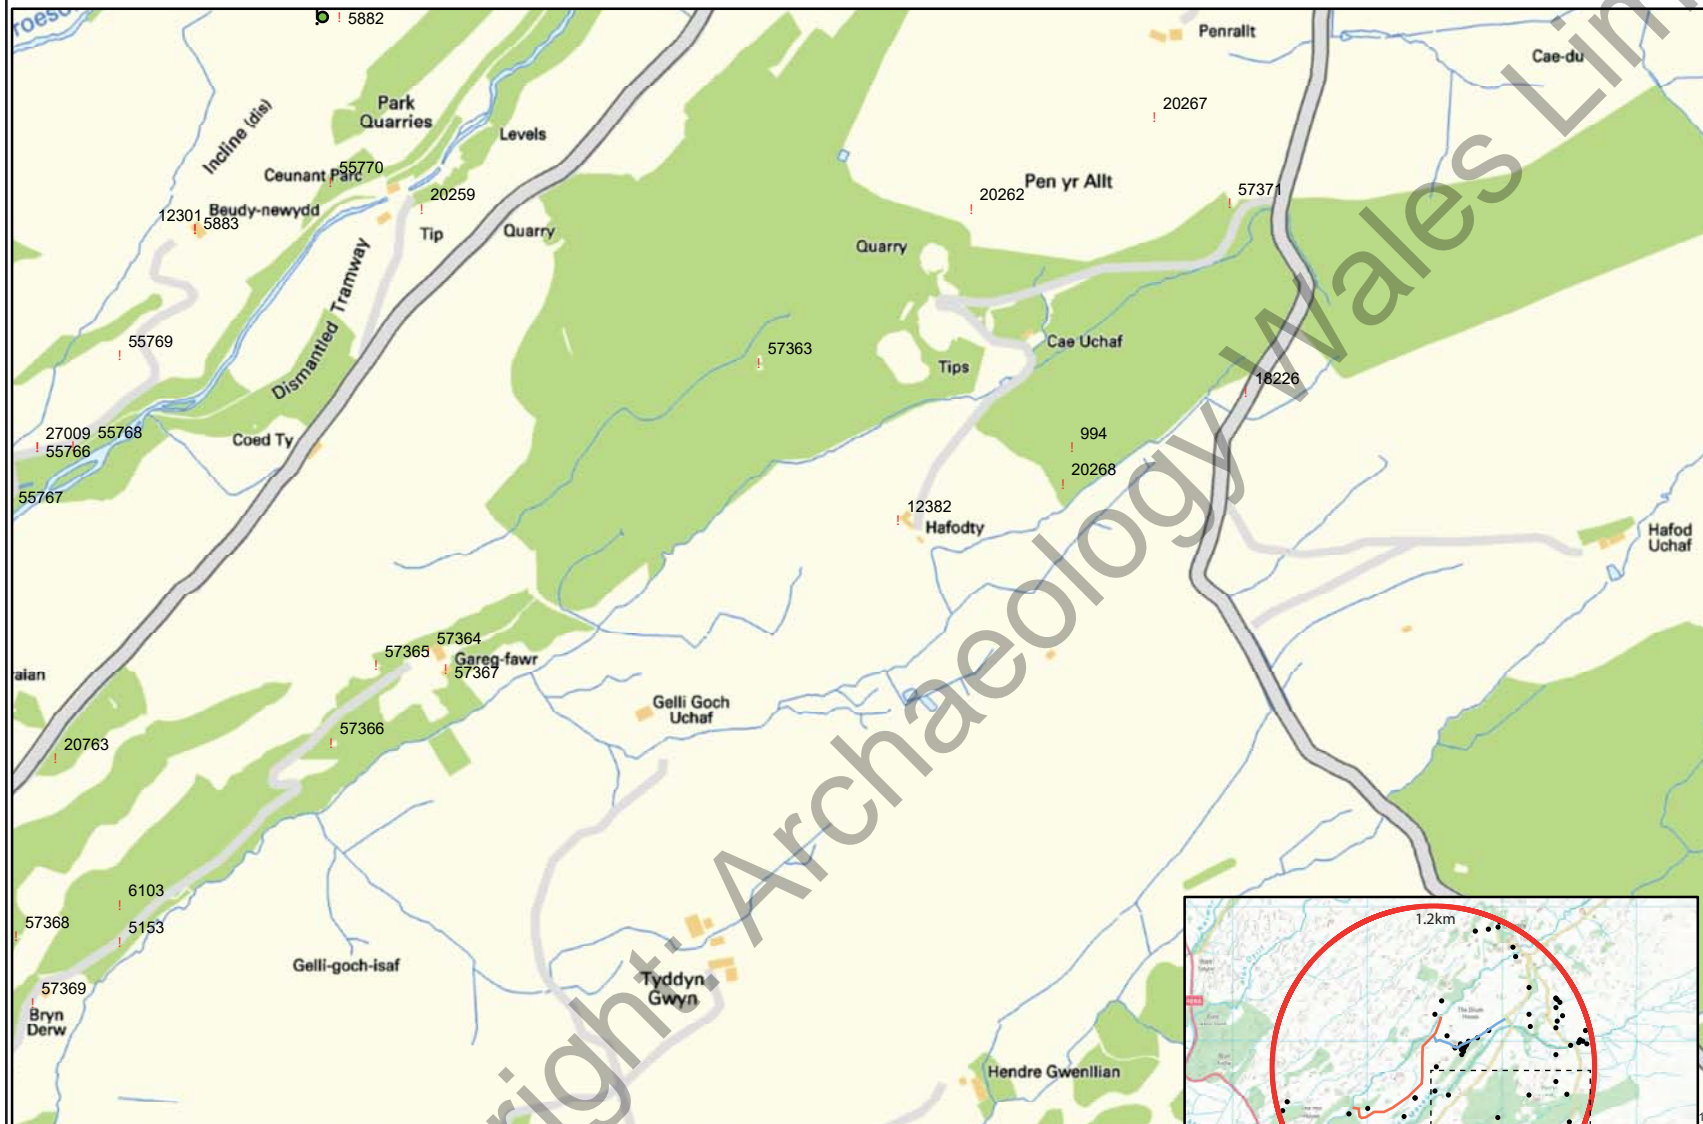 5882
Penrallt
Cae-du
Park
Quarries
Incline (dis)
Levels
20267
55770
Ceunant Parc
20259
Pen yr Allt
20262
57371
12301
Beudy-newydd
5883
Tip
Quarry
Quarry
Dismantled Tramway
55769
57363
Cae Uchaf
Tips
18226
27009
55768
55766
Coed Ty
994
20268
55767
12382
Hafodty
Hafod
Uchaf
57364
57365
Gareg-fawr
57367
aian
Gelli Goch
Uchaf
57366
20763
6103
57368
5153
Gelli-goch-isaf
Tyddyn
Gwyn
57369
Bryn
Derw
Hendre Gwenllian
1.2km
right: Archaeology Wales Lim